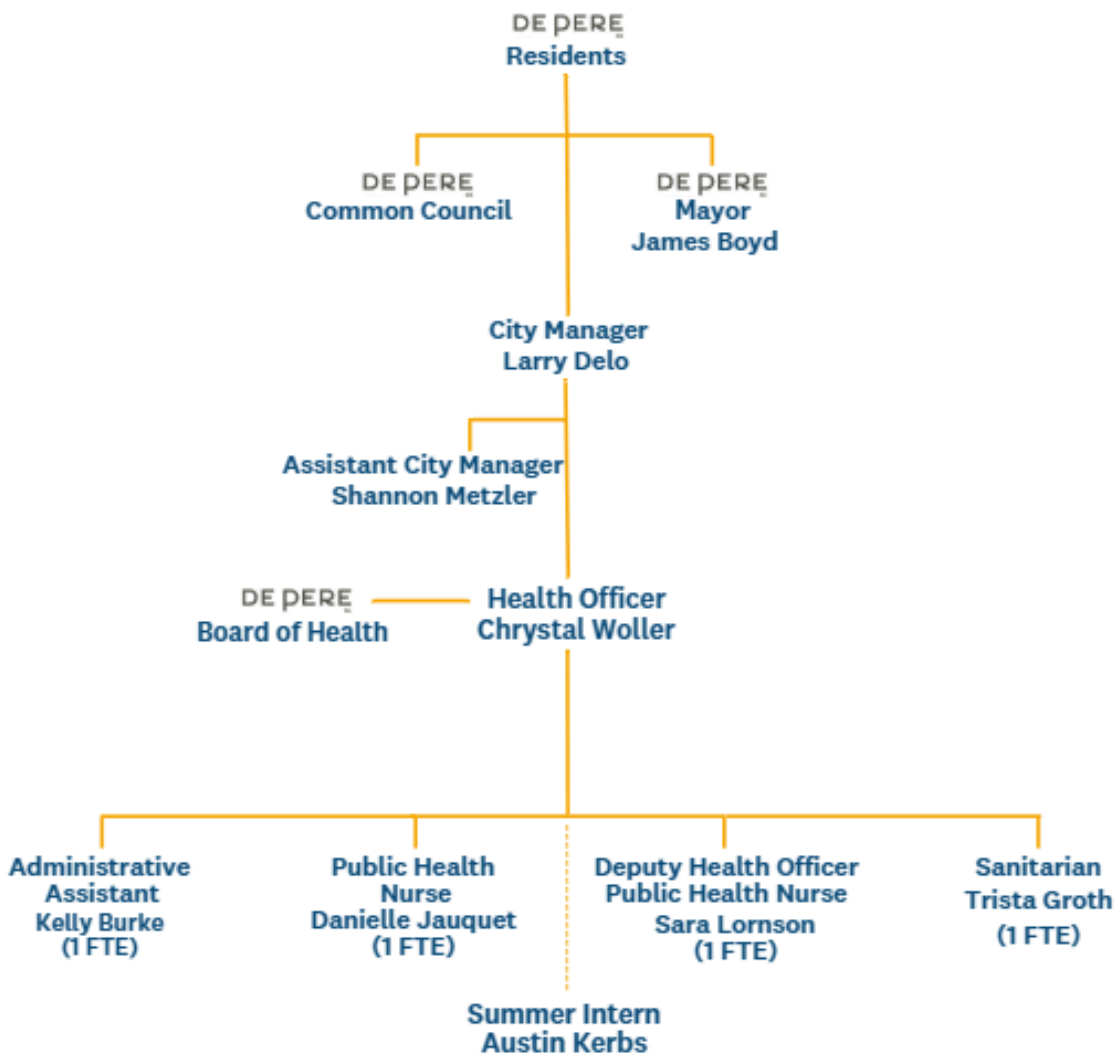 DE PERE
Residents
DE PERE
Common Council
DE PERE
Mayor
James Boyd
City Manager
Larry Delo
Assistant City Manager
Shannon Metzler
DE PERE
Board of Health
Health Officer
Chrystal Woller
Administrative
Assistant
Kelly Burke
(1 FTE)
Public Health
Nurse
Danielle Jauquet
(1 FTE)
Deputy Health Officer
Public Health Nurse
Sara Lornson
(1 FTE)
Sanitarian
Trista Groth
(1 FTE)
Summer Intern
Austin Kerbs